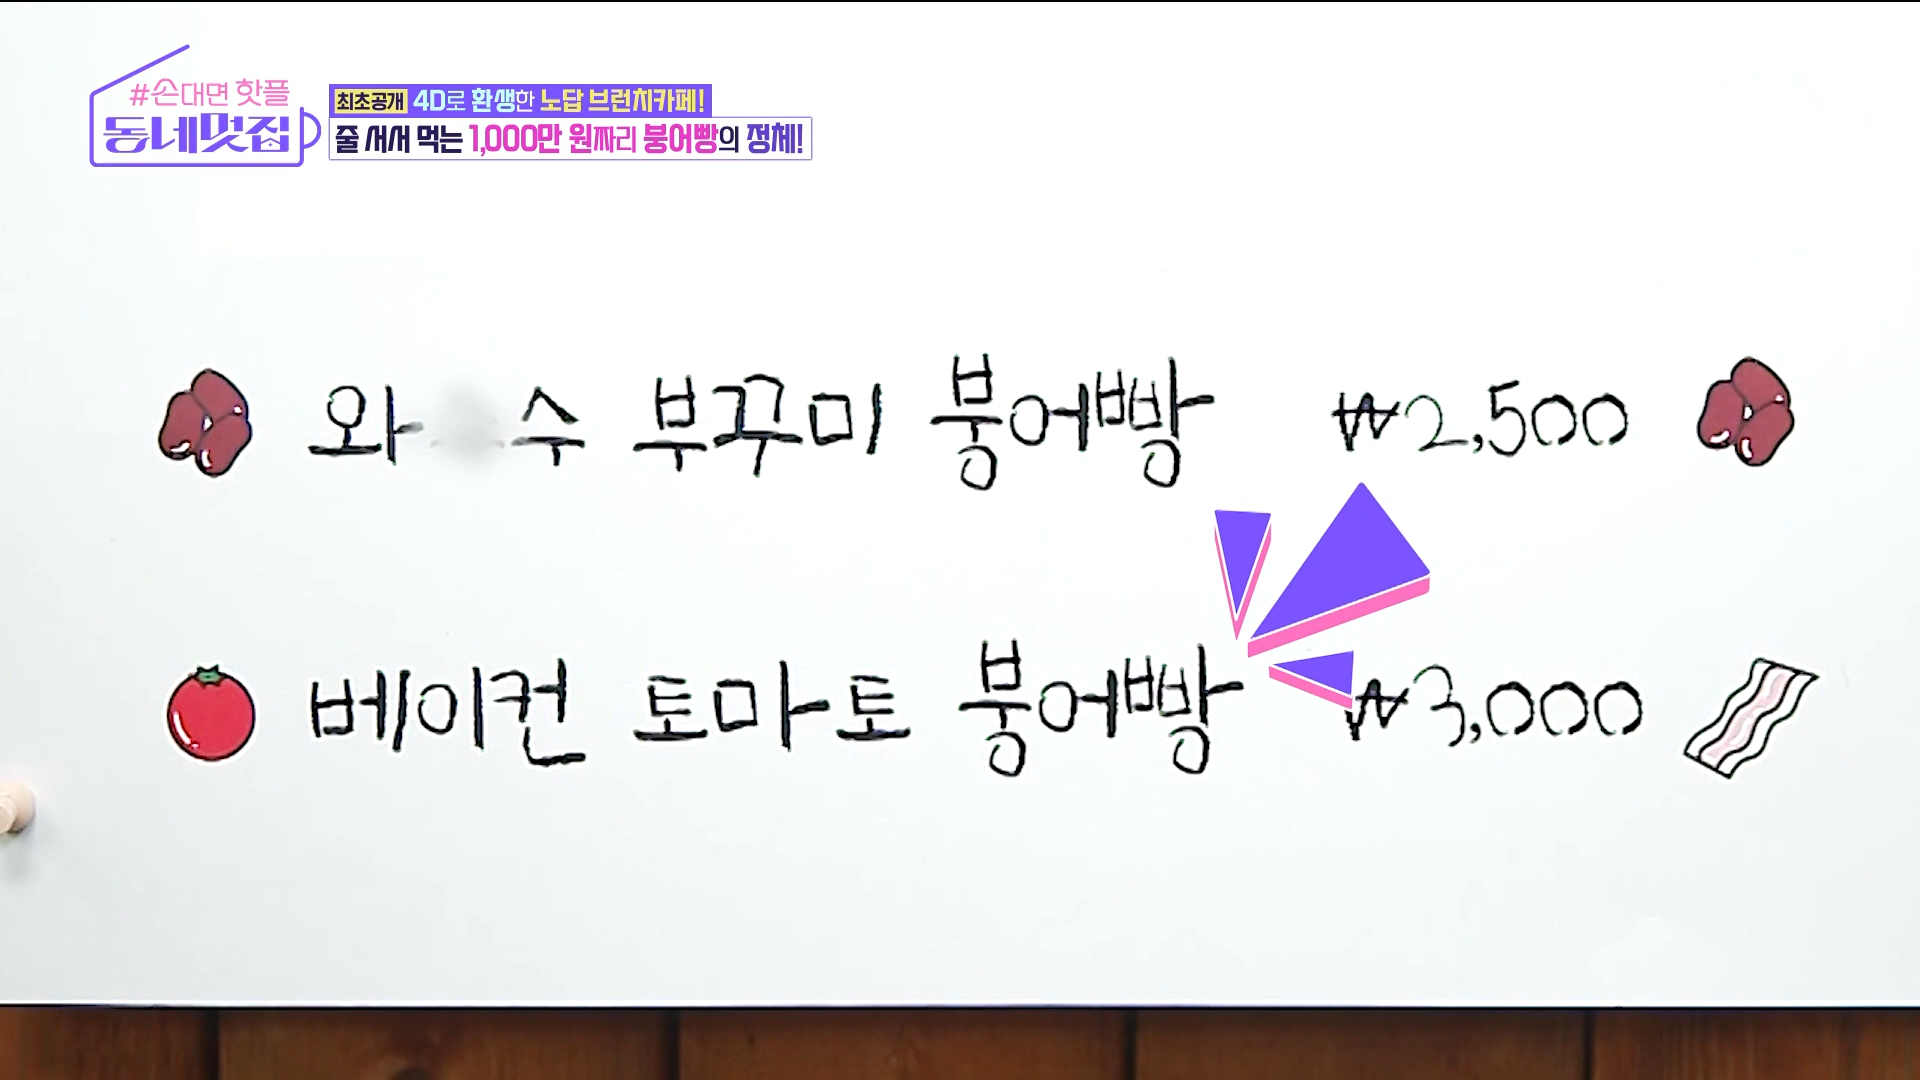 #손대면 핫플
동네멋집
최초공개 4D로 환생한 노답 브런치카페!
줄 서서 먹는 1,000만 원짜리 붕어빵의 정체!
와 수 부꾸미 붕어빵 ₩2,500
베이컨 토마토 붕어빵 ₩3,000